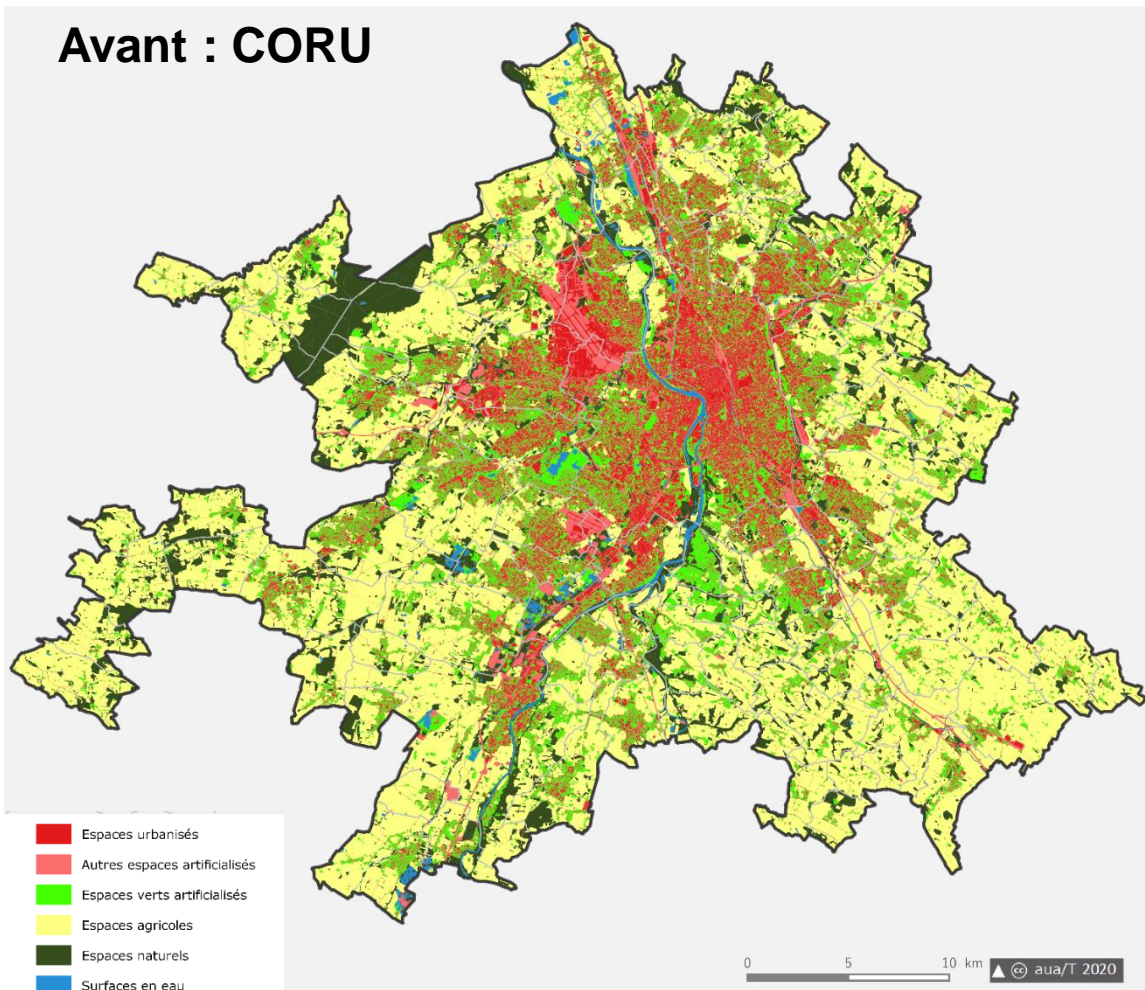 Avant : CORU
Espaces urbanisés
Autres espaces artificialisés
Espaces verts artificialisés
Espaces agricoles
Espaces naturels
Surfaces en eau
0 5 10 km
cc aua/T 2020